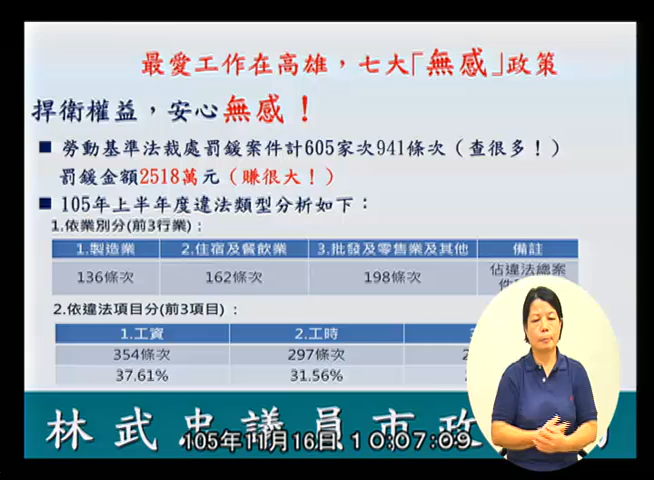 最愛工作在高雄，七大「無感」政策
捍衛權益，安心無感！
■ 勞動基準法裁處罰鍰案件計605家次941條次（查很多！）
罰鍰金額2518萬元（賺很大！）
■ 105年上半年度違法類型分析如下：
1.依業別分(前3行業)：
1.製造業 2.住宿及餐飲業 3.批發及零售業及其他 備註
136條次 162條次 198條次 佔違法總案
件
2.依違法項目分(前3項目)：
1.工資 2.工時
354條次 297條次 2
37.61% 31.56%
林武忠議員市政
105年11月16日 10:07:09